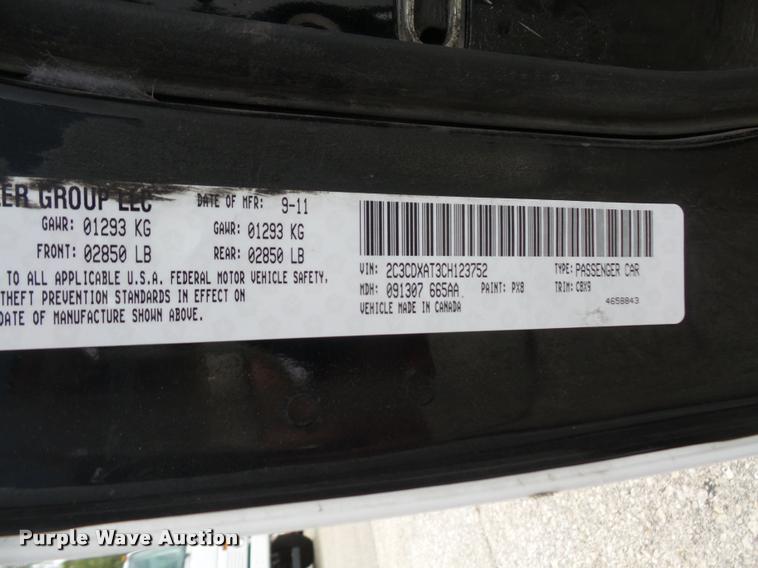 LER GROUP LLC DATE OF MFR: 9-11
GAWR: 01293 KG GAWR: 01293 KG
FRONT: 02850 LB REAR: 02850 LB
TO ALL APPLICABLE U.S.A. FEDERAL MOTOR VEHICLE SAFETY,
THEFT PREVENTION STANDARDS IN EFFECT ON
DATE OF MANUFACTURE SHOWN ABOVE.
VIN: 2C3CDXAT3CH123752 TYPE: PASSENGER CAR
MDH: 091307 665AA PAINT: PX8 TRIM: CBX9
VEHICLE MADE IN CANADA 4658843
Purple Wave Auction